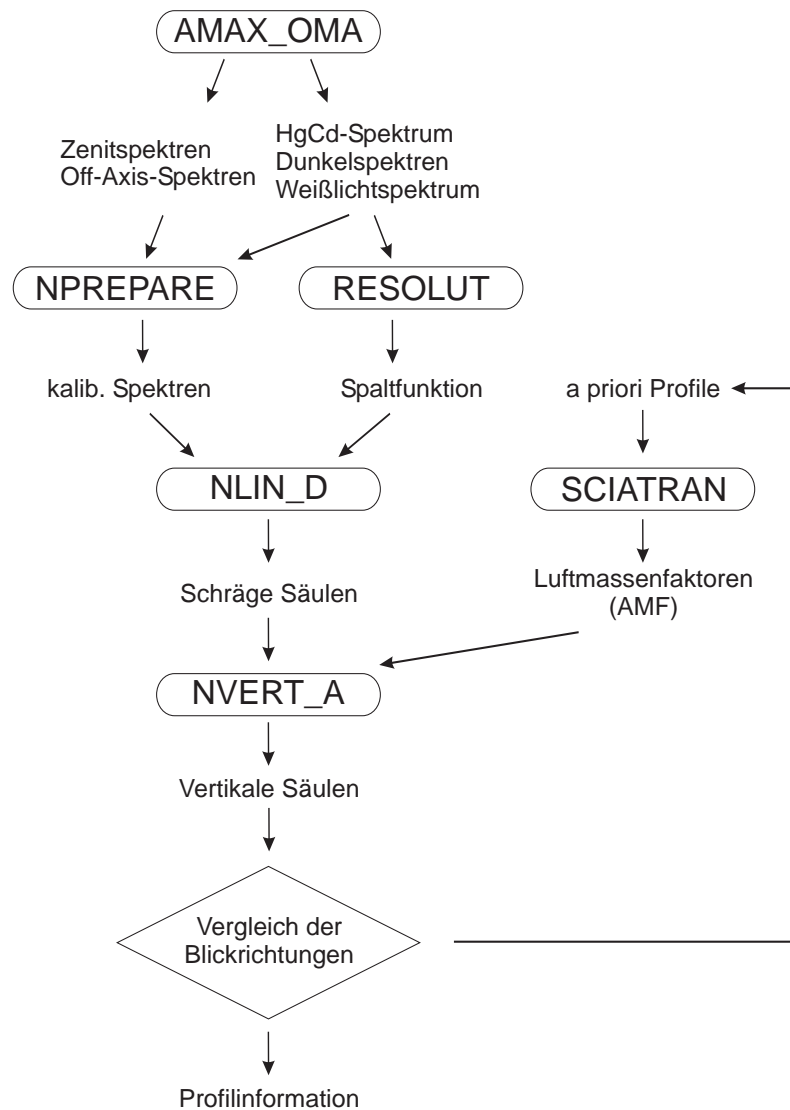 AMAX_OMA
Zenitspektren
Off-Axis-Spektren
HgCd-Spektrum
Dunkelspektren
Weißlichtspektrum
NPREPARE
RESOLUT
kalib. Spektren
Spaltfunktion
a priori Profile
NLIN_D
SCIATRAN
Schräge Säulen
Luftmassenfaktoren
(AMF)
NVERT_A
Vertikale Säulen
Vergleich der
Blickrichtungen
Profilinformation